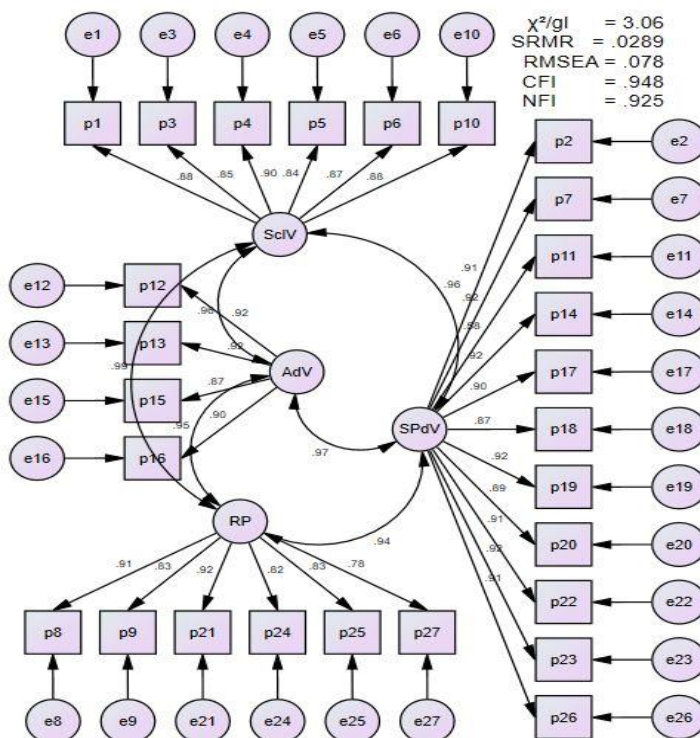 χ²/gl = 3.06
SRMR = .0289
RMSEA = .078
CFI = .948
NFI = .925
e1 e3 e4 e5 e6 e10
p1 p3 p4 p5 p6 p10
.88 .85 .90 .84 .87 .88
SclV
p2 e2
p7 e7
p11 e11
p14 e14
p17 e17
p18 e18
p19 e19
p20 e20
p22 e22
p23 e23
p26 e26
.91
.96
.92
.88
.92
.90
.87
.92
.89
.91
.92
.91
SPdV
e12 p12
e13 p13
e15 p15
e16 p16
.96 .92
.92
.99
.87
.90
.95
AdV
.97
.94
RP
.91 .83 .92 .82 .83 .78
p8 p9 p21 p24 p25 p27
e8 e9 e21 e24 e25 e27